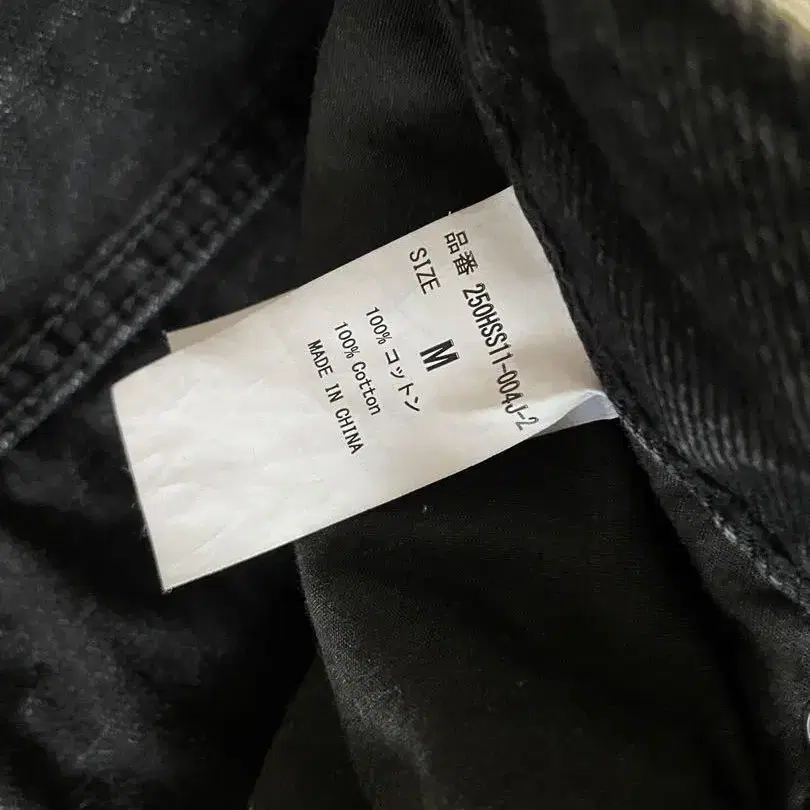 品番 250HSS11-004J-2
SIZE
M
100% コットン
100% Cotton
MADE IN CHINA